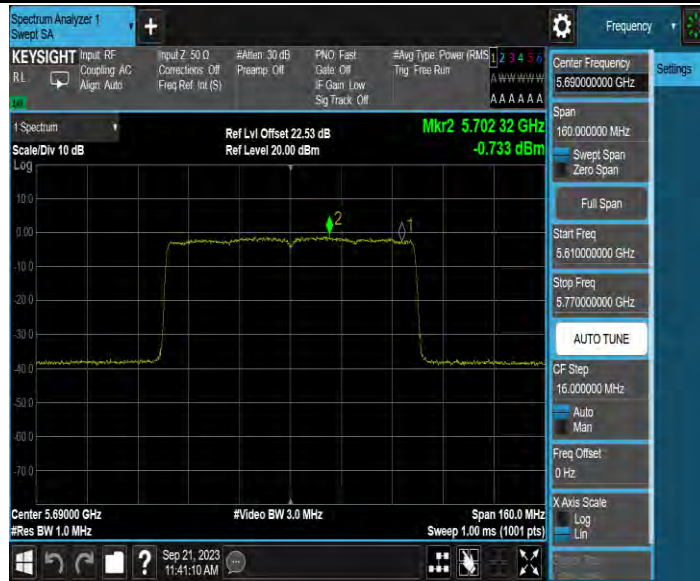 Spectrum Analyzer 1
Swept SA
+
Frequency
KEYSIGHT
RL
Input: RF
Coupling: AC
Align: Auto
Input Z: 50 Ω
Corrections: Off
Freq Ref: Int (S)
#Atten: 30 dB
Preamp: Off
PNO: Fast
Gate: Off
IF Gain: Low
Sig Track: Off
#Avg Type: Power (RMS
Trig: Free Run
1 2 3 4 5 6
A W W W W W
A A A A A A
1 Spectrum
Scale/Div 10 dB
Log
Ref Lvl Offset 22.53 dB
Ref Level 20.00 dBm
Mkr2 5.702 32 GHz
-0.733 dBm
10.0
0.00
-10.0
-20.0
-30.0
-40.0
-50.0
-60.0
-70.0
2
1
Center 5.69000 GHz
#Res BW 1.0 MHz
#Video BW 3.0 MHz
Span 160.0 MHz
Sweep 1.00 ms (1001 pts)
?
Sep 21, 2023
11:41:10 AM
Center Frequency
5.690000000 GHz
Settings
Span
160.000000 MHz
Swept Span
Zero Span
Full Span
Start Freq
5.610000000 GHz
Stop Freq
5.770000000 GHz
AUTO TUNE
CF Step
16.000000 MHz
Auto
Man
Freq Offset
0 Hz
X Axis Scale
Log
Lin